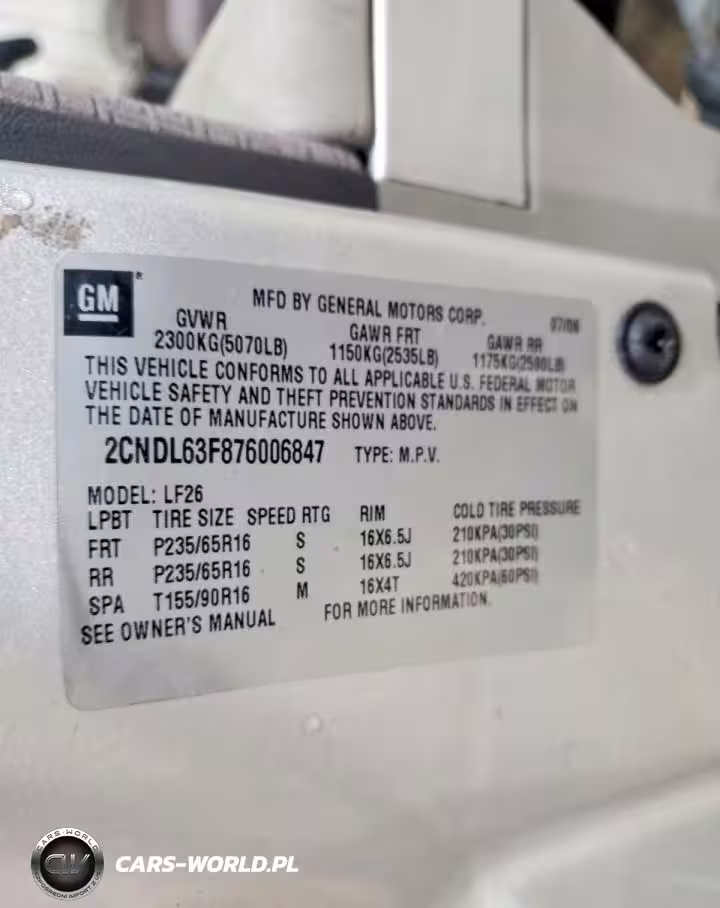 GM ®
MFD BY GENERAL MOTORS CORP. 07/06
GVWR GAWR FRT GAWR RR
2300KG(5070LB) 1150KG(2535LB) 1175KG(2590LB)
THIS VEHICLE CONFORMS TO ALL APPLICABLE U.S. FEDERAL MOTOR
VEHICLE SAFETY AND THEFT PREVENTION STANDARDS IN EFFECT ON
THE DATE OF MANUFACTURE SHOWN ABOVE.
2CNDL63F876006847 TYPE: M.P.V.
MODEL: LF26
LPBT TIRE SIZE SPEED RTG RIM COLD TIRE PRESSURE
FRT P235/65R16 S 16X6.5J 210KPA(30PSI)
RR P235/65R16 S 16X6.5J 210KPA(30PSI)
SPA T155/90R16 M 16X4T 420KPA(60PSI)
SEE OWNER'S MANUAL FOR MORE INFORMATION.
CARS-WORLD
CW
CARS-WORLD.PL